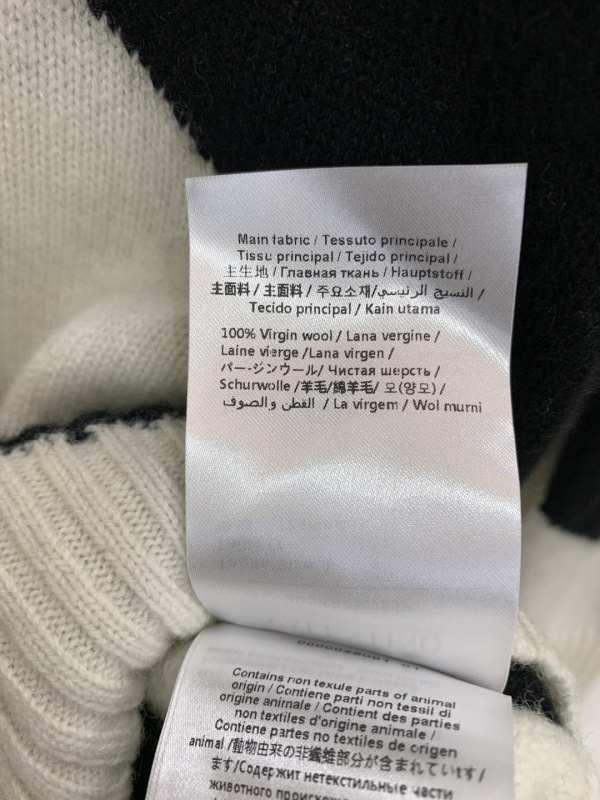 Main fabric / Tessuto principale /
Tissu principal / Tejido principal /
主生地 / Главная ткань / Hauptstoff /
主面料 / 主面料 / 주요소재/النسيج الرئيسي /
Tecido principal / Kain utama
100% Virgin wool / Lana vergine /
Laine vierge /Lana virgen /
バージンウール/ Чистая шерсть /
Schurwolle /羊毛/綿羊毛/ 모(양모) /
القطن والصوف / La virgem / Wol murni
Contains non texule parts of animal
origin / Contiene parti non tessili di
origine animale / Contient des parties
non textiles d'origine animale /
Contiene partes no textiles de origen
animal /動物由来の非繊維部分が含まれてい
ます/Содержит нетекстильные части
животного